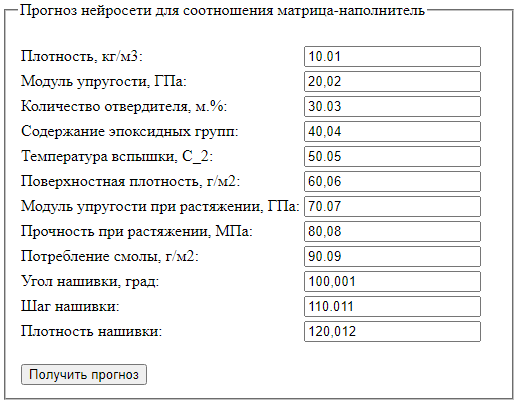 Прогноз нейросети для соотношения матрица-наполнитель
Плотность, кг/м3: 10.01
Модуль упругости, ГПа: 20,02
Количество отвердителя, м.%: 30.03
Содержание эпоксидных групп: 40,04
Температура вспышки, С_2: 50.05
Поверхностная плотность, г/м2: 60,06
Модуль упругости при растяжении, ГПа: 70.07
Прочность при растяжении, МПа: 80,08
Потребление смолы, г/м2: 90.09
Угол нашивки, град: 100,001
Шаг нашивки: 110.011
Плотность нашивки: 120,012
Получить прогноз